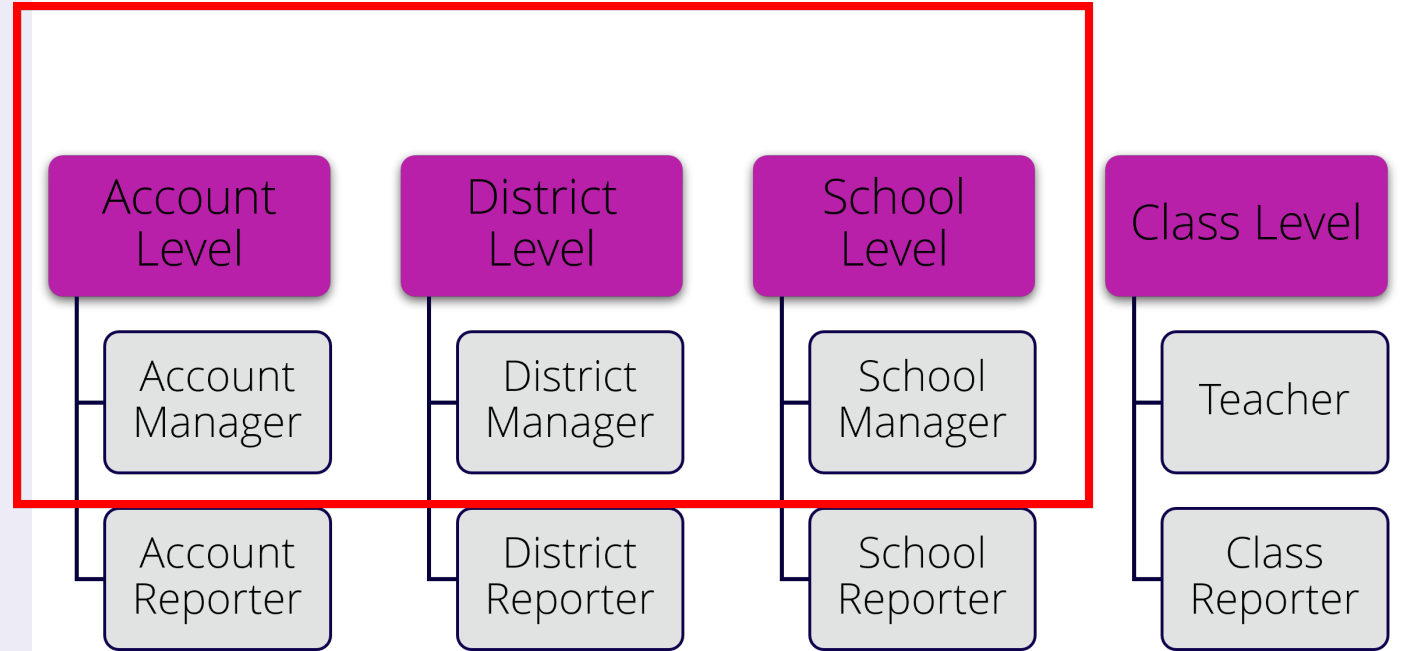 Account
Level
District
Level
School
Level
Class Level
Account
Manager
District
Manager
School
Manager
Teacher
Account
Reporter
District
Reporter
School
Reporter
Class
Reporter